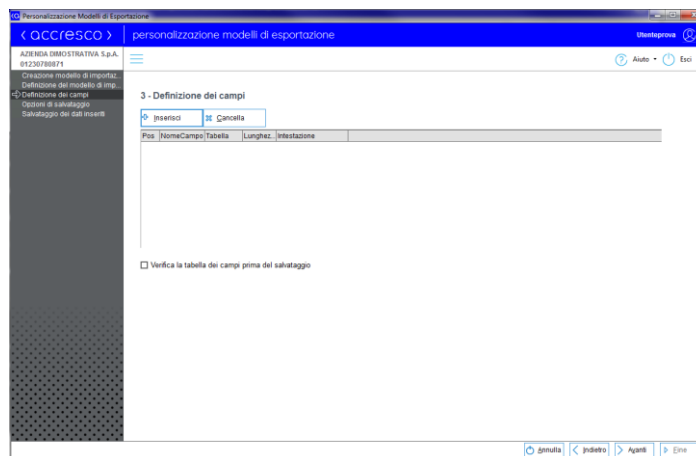 Personalizzazione Modelli di Esportazione
accresco
personalizzazione modelli di esportazione
Utenteprova
AZIENDA DIMOSTRATIVA S.p.A.
01230780871
Aiuto
Esci
Creazione modello di importaz...
Definizione del modello di imp...
Definizione dei campi
Opzioni di salvataggio
Salvataggio dei dati inseriti
3 - Definizione dei campi
Inserisci
Cancella
Pos NomeCampo Tabella Lunghez... Intestazione
Verifica la tabella dei campi prima del salvataggio
Annulla Indietro Avanti Fine